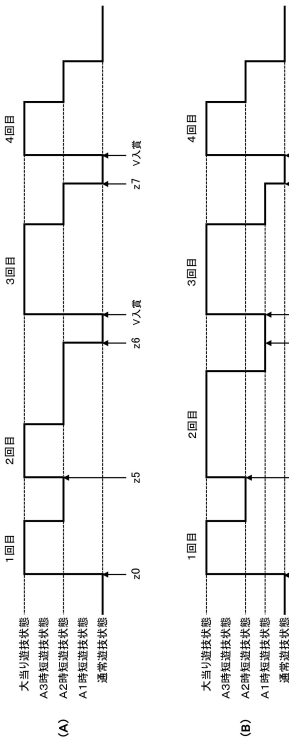 (A)
1回目
2回目
3回目
4回目
大当り遊技状態
A3時短遊技状態
A2時短遊技状態
A1時短遊技状態
通常遊技状態
z0
z5
z6
V入賞
z7
V入賞
(B)
1回目
2回目
3回目
4回目
大当り遊技状態
A3時短遊技状態
A2時短遊技状態
A1時短遊技状態
通常遊技状態